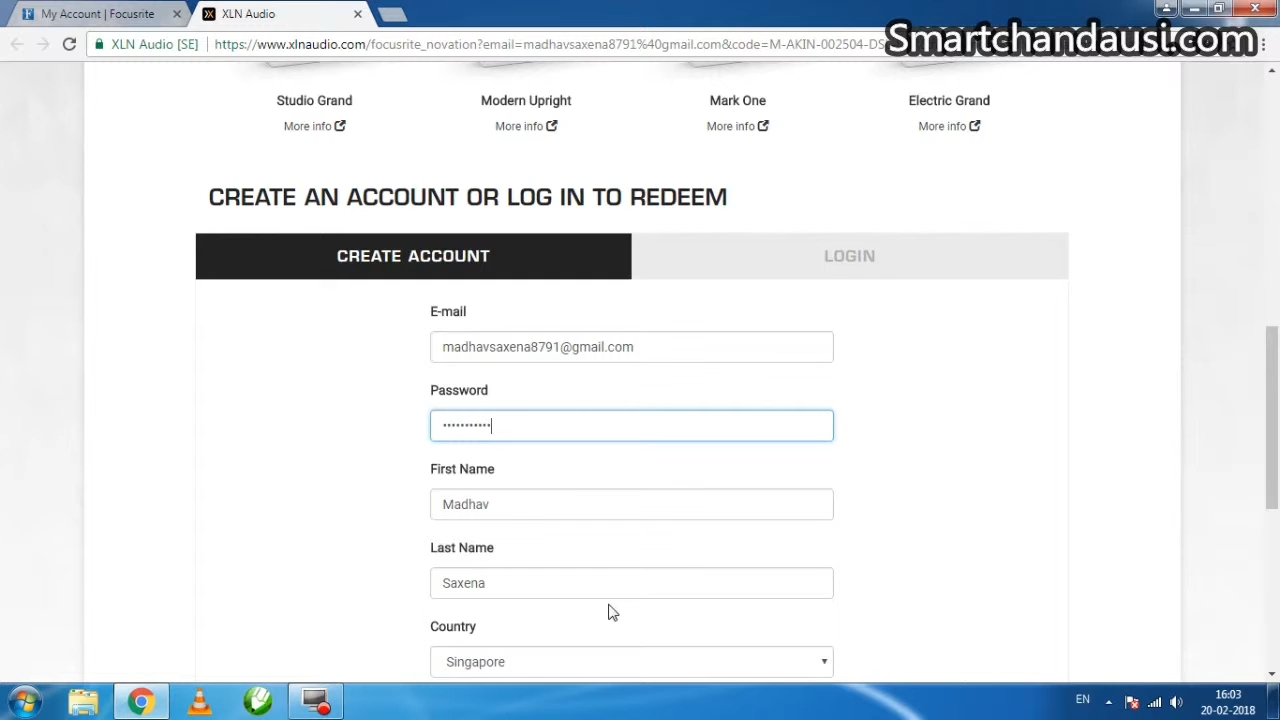 My Account | Focusrite
XLN Audio
XLN Audio [SE]
https://www.xlnaudio.com/focusrite_novation?email=madhavsaxena8791%40gmail.com&code=M-AKIN-002504-DS
Smartchandausi.com
Studio Grand
Modern Upright
Mark One
Electric Grand
More info
More info
More info
More info
CREATE AN ACCOUNT OR LOG IN TO REDEEM
CREATE ACCOUNT
LOGIN
E-mail
madhavsaxena8791@gmail.com
Password
First Name
Madhav
Last Name
Saxena
Country
Singapore
EN
16:03
20-02-2018